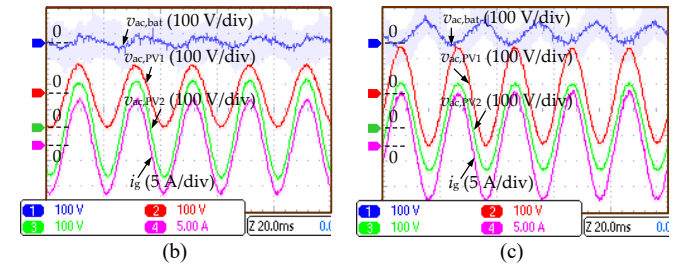 v_ac,bat (100 V/div)
0
v_ac,PV1 (100 V/div)
0
v_ac,PV2 (100 V/div)
0
0
i_g (5 A/div)
1 100 V 2 100 V
3 100 V 4 5.00 A
Z 20.0ms 0.0
(b)
v_ac,bat (100 V/div)
0
v_ac,PV1 (100 V/div)
0
v_ac,PV2 (100 V/div)
0
0
i_g (5 A/div)
1 100 V 2 100 V
3 100 V 4 5.00 A
Z 20.0ms 0.
(c)